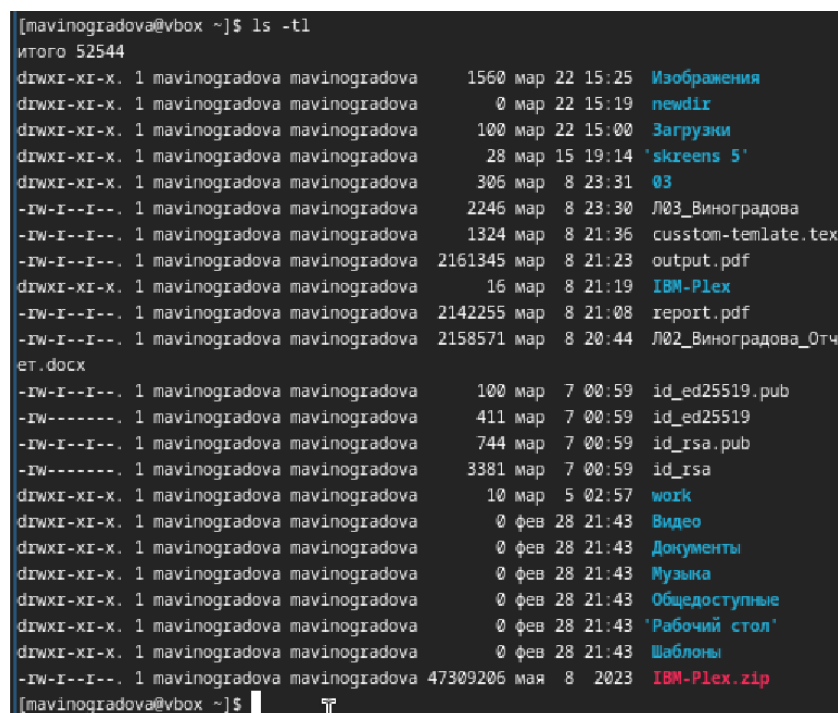 [mavinogradova@vbox ~]$ ls -tl
итого 52544
drwxr-xr-x. 1 mavinogradova mavinogradova 1560 мар 22 15:25 Изображения
drwxr-xr-x. 1 mavinogradova mavinogradova 0 мар 22 15:19 newdir
drwxr-xr-x. 1 mavinogradova mavinogradova 100 мар 22 15:00 Загрузки
drwxr-xr-x. 1 mavinogradova mavinogradova 28 мар 15 19:14 'skreens 5'
drwxr-xr-x. 1 mavinogradova mavinogradova 306 мар 8 23:31 03
-rw-r--r--. 1 mavinogradova mavinogradova 2246 мар 8 23:30 Л03_Виноградова
-rw-r--r--. 1 mavinogradova mavinogradova 1324 мар 8 21:36 cusstom-temlate.tex
-rw-r--r--. 1 mavinogradova mavinogradova 2161345 мар 8 21:23 output.pdf
drwxr-xr-x. 1 mavinogradova mavinogradova 16 мар 8 21:19 IBM-Plex
-rw-r--r--. 1 mavinogradova mavinogradova 2142255 мар 8 21:08 report.pdf
-rw-r--r--. 1 mavinogradova mavinogradova 2158571 мар 8 20:44 Л02_Виноградова_Отч
ет.docx
-rw-r--r--. 1 mavinogradova mavinogradova 100 мар 7 00:59 id_ed25519.pub
-rw-------. 1 mavinogradova mavinogradova 411 мар 7 00:59 id_ed25519
-rw-r--r--. 1 mavinogradova mavinogradova 744 мар 7 00:59 id_rsa.pub
-rw-------. 1 mavinogradova mavinogradova 3381 мар 7 00:59 id_rsa
drwxr-xr-x. 1 mavinogradova mavinogradova 10 мар 5 02:57 work
drwxr-xr-x. 1 mavinogradova mavinogradova 0 фев 28 21:43 Видео
drwxr-xr-x. 1 mavinogradova mavinogradova 0 фев 28 21:43 Документы
drwxr-xr-x. 1 mavinogradova mavinogradova 0 фев 28 21:43 Музыка
drwxr-xr-x. 1 mavinogradova mavinogradova 0 фев 28 21:43 Общедоступные
drwxr-xr-x. 1 mavinogradova mavinogradova 0 фев 28 21:43 'Рабочий стол'
drwxr-xr-x. 1 mavinogradova mavinogradova 0 фев 28 21:43 Шаблоны
-rw-r--r--. 1 mavinogradova mavinogradova 47309206 мая 8 2023 IBM-Plex.zip
[mavinogradova@vbox ~]$